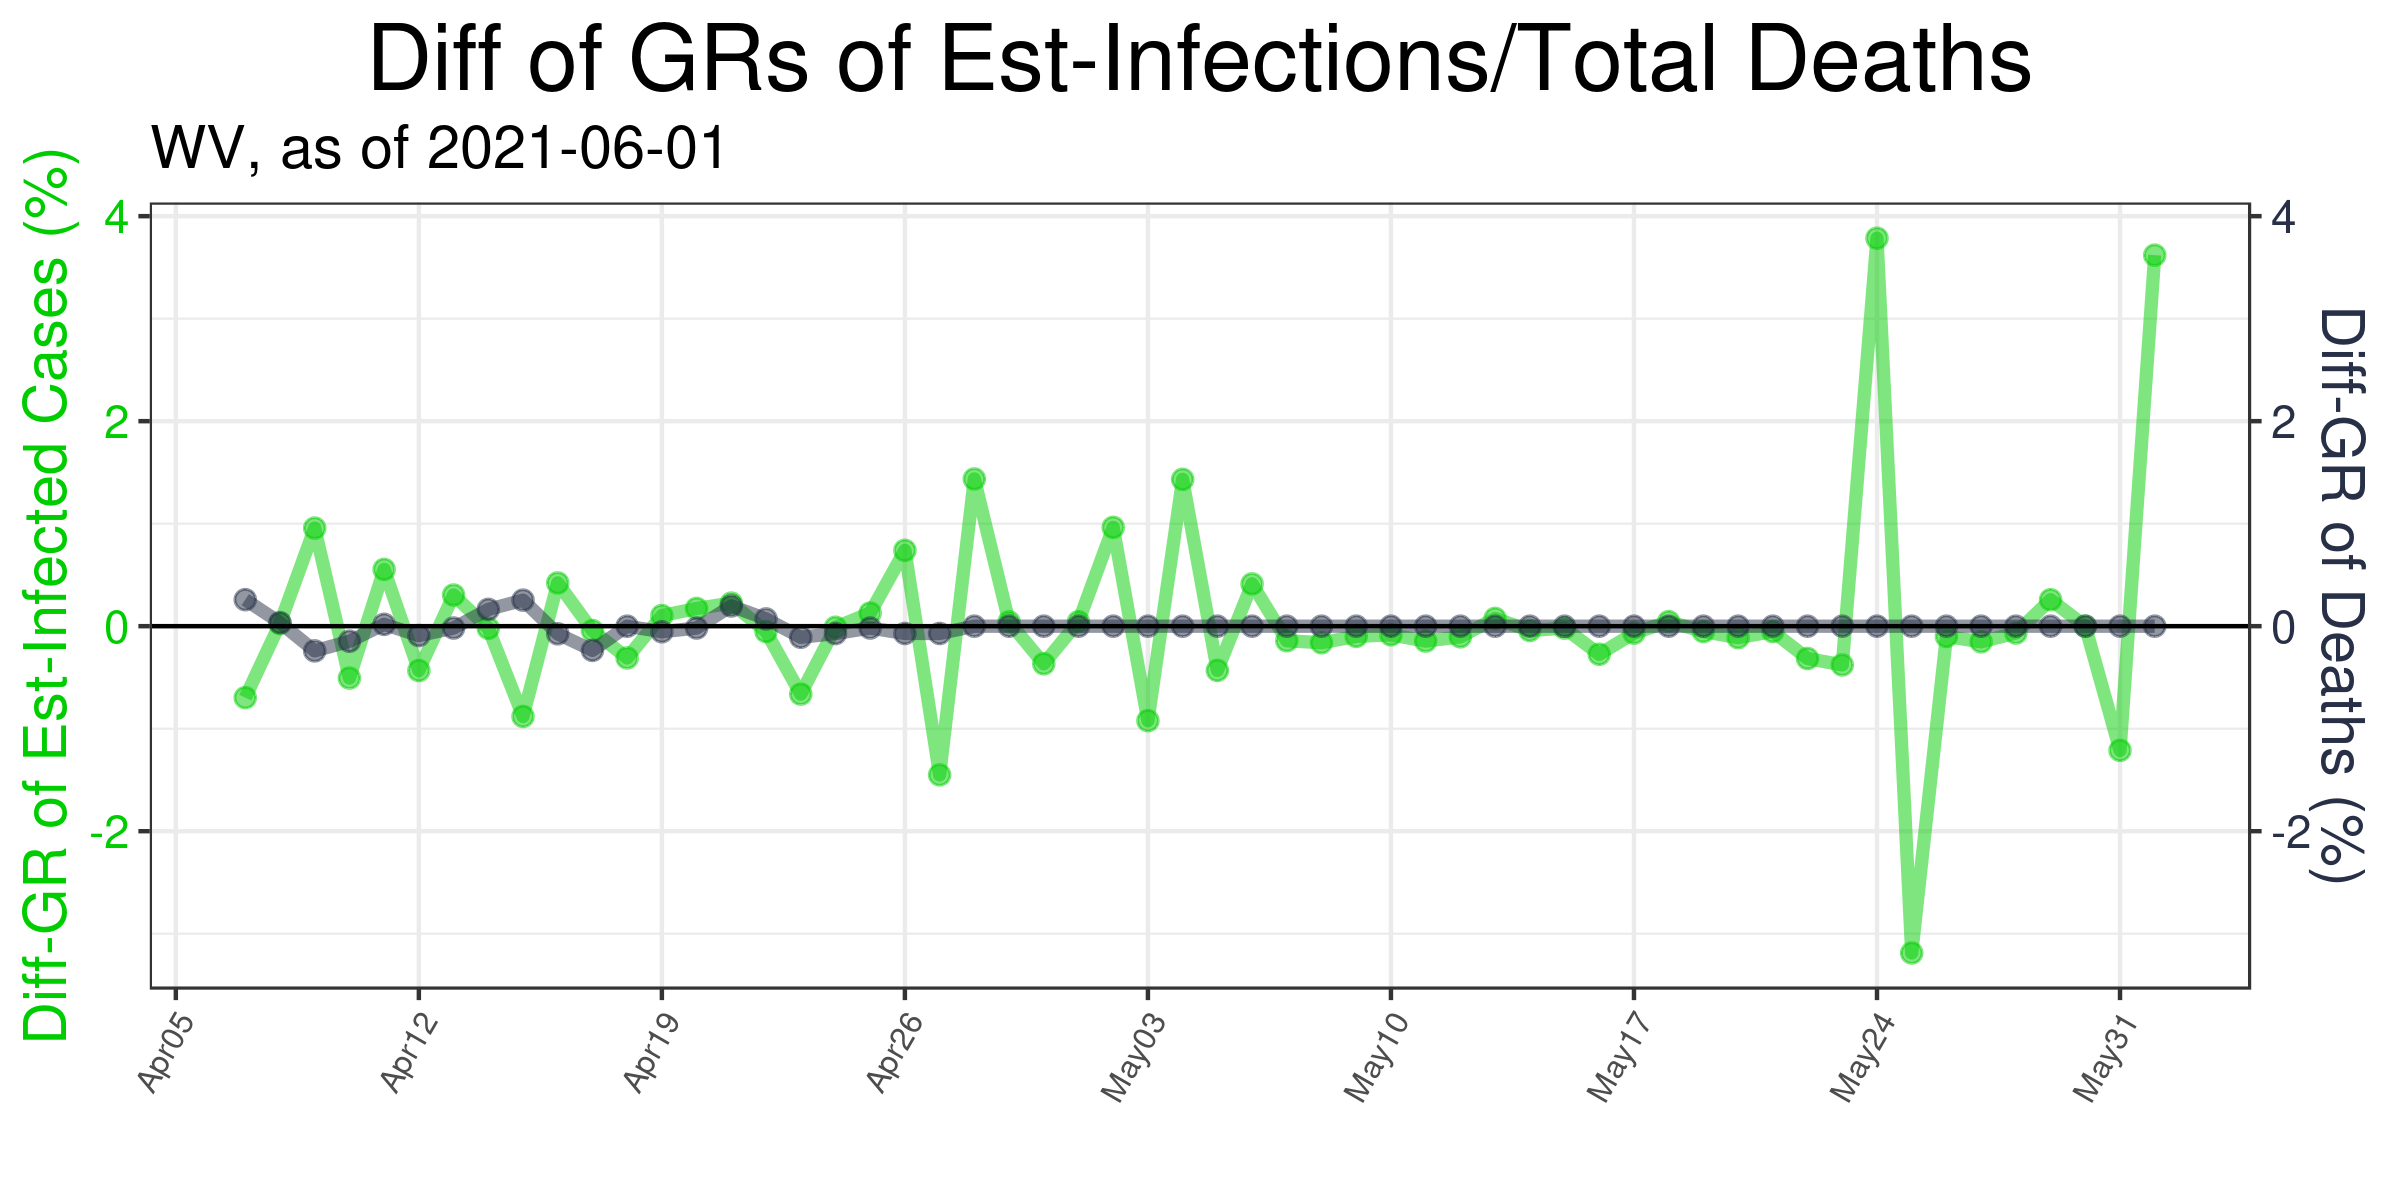 Diff of GRs of Est-Infections/Total Deaths
WV, as of 2021-06-01
Diff-GR of Est-Infected Cases (%)
4
2
0
-2
4
2
0
-2
Diff-GR of Deaths (%)
Apr05
Apr12
Apr19
Apr26
May03
May10
May17
May24
May31